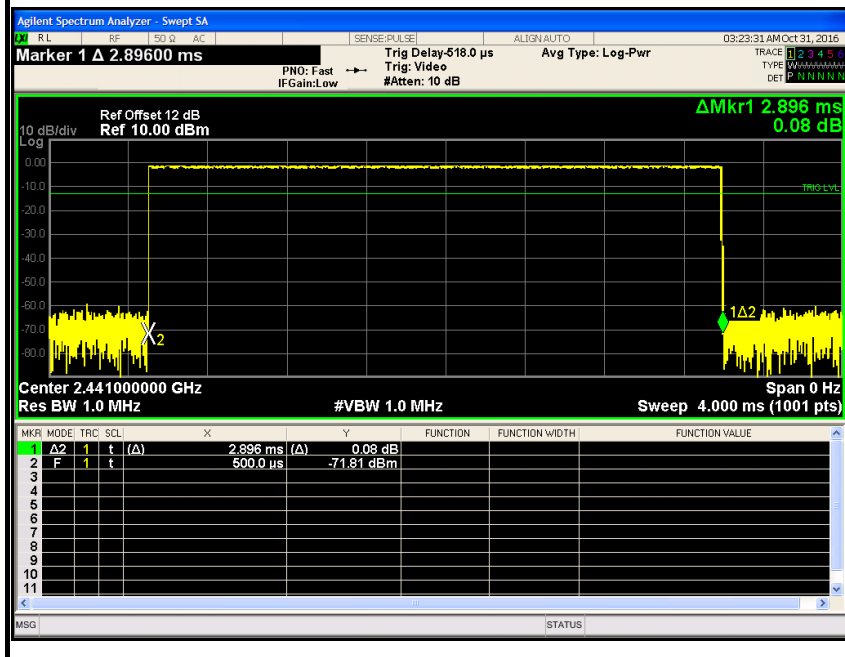 Agilent Spectrum Analyzer - Swept SA
LXI RL RF 50 Ω AC SENSE:PULSE ALIGN AUTO 03:23:31 AM Oct 31, 2016
Marker 1 Δ 2.89600 ms
PNO: Fast
IFGain:Low
Trig Delay-518.0 µs
Trig: Video
#Atten: 10 dB
Avg Type: Log-Pwr
TRACE 1 2 3 4 5 6
TYPE WWWWWWW
DET P N N N N N
ΔMkr1 2.896 ms
0.08 dB
Ref Offset 12 dB
10 dB/div Ref 10.00 dBm
Log
0.00
-10.0
TRIG LVL
-20.0
-30.0
-40.0
-50.0
-60.0
1Δ2
-70.0
2
-80.0
Center 2.441000000 GHz Span 0 Hz
Res BW 1.0 MHz #VBW 1.0 MHz Sweep 4.000 ms (1001 pts)
MKR MODE TRC SCL X Y FUNCTION FUNCTION WIDTH FUNCTION VALUE
1 Δ2 1 t (Δ) 2.896 ms (Δ) 0.08 dB
2 F 1 t 500.0 µs -71.81 dBm
3
4
5
6
7
8
9
10
11
MSG STATUS